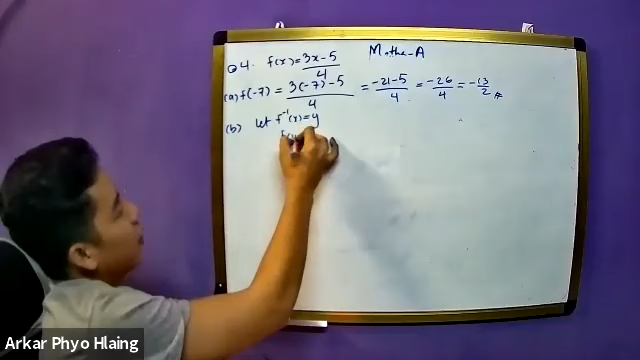 Maths-A
Q4. f(x) = 3x-5/4
(a) f(-7) = 3(-7)-5/4 = -21-5/4 = -26/4 = -13/2 #
(b) let f⁻¹(x) = y
Arkar Phyo Hlaing